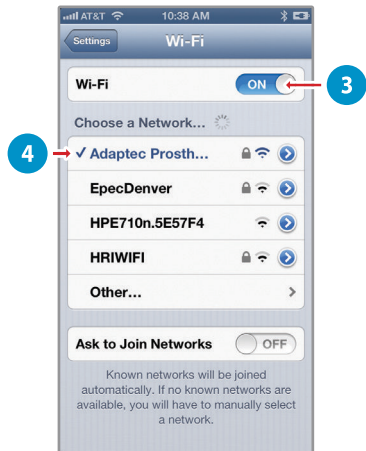 AT&T 10:38 AM
Settings Wi-Fi
Wi-Fi ON 3
Choose a Network...
4 ✓ Adaptec Prosth...
EpecDenver
HPE710n.5E57F4
HRIWIFI
Other...
Ask to Join Networks OFF
Known networks will be joined
automatically. If no known networks are
available, you will have to manually select
a network.